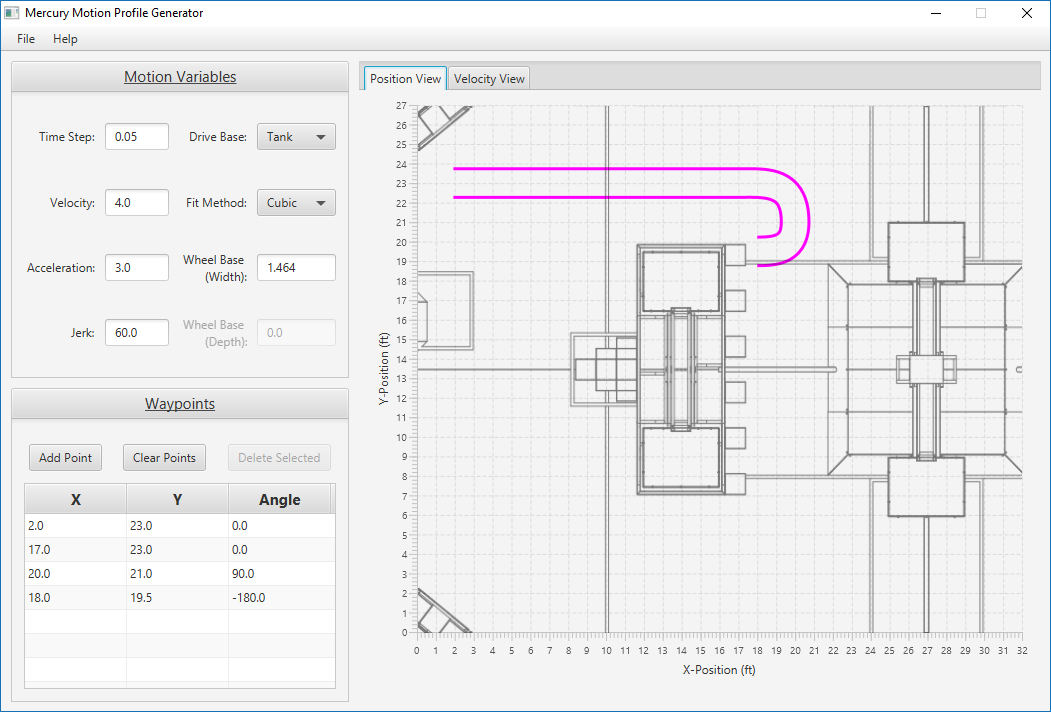 Mercury Motion Profile Generator
File Help
Motion Variables
Time Step: 0.05 Drive Base: Tank
Velocity: 4.0 Fit Method: Cubic
Acceleration: 3.0 Wheel Base
(Width): 1.464
Jerk: 60.0 Wheel Base
(Depth): 0.0
Waypoints
Add Point Clear Points Delete Selected
X Y Angle
2.0 23.0 0.0
17.0 23.0 0.0
20.0 21.0 90.0
18.0 19.5 -180.0
Position View Velocity View
27
26
25
24
23
22
21
20
19
18
17
16
15
14
13
12
11
10
9
8
7
6
5
4
3
2
1
0
Y-Position (ft)
0 1 2 3 4 5 6 7 8 9 10 11 12 13 14 15 16 17 18 19 20 21 22 23 24 25 26 27 28 29 30 31 32
X-Position (ft)